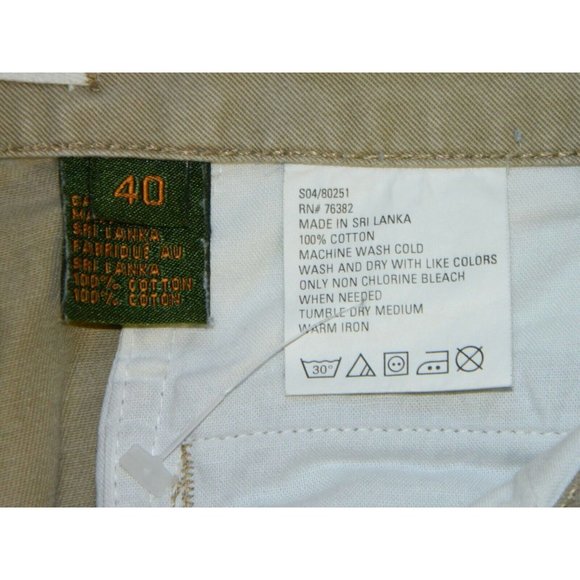 40
SRI LANKA
FABRIQUE AU
SRI LANKA
100% COTTON
100% COTON
S04/80251
RN# 76382
MADE IN SRI LANKA
100% COTTON
MACHINE WASH COLD
WASH AND DRY WITH LIKE COLORS
ONLY NON CHLORINE BLEACH
WHEN NEEDED
TUMBLE DRY MEDIUM
WARM IRON
30°